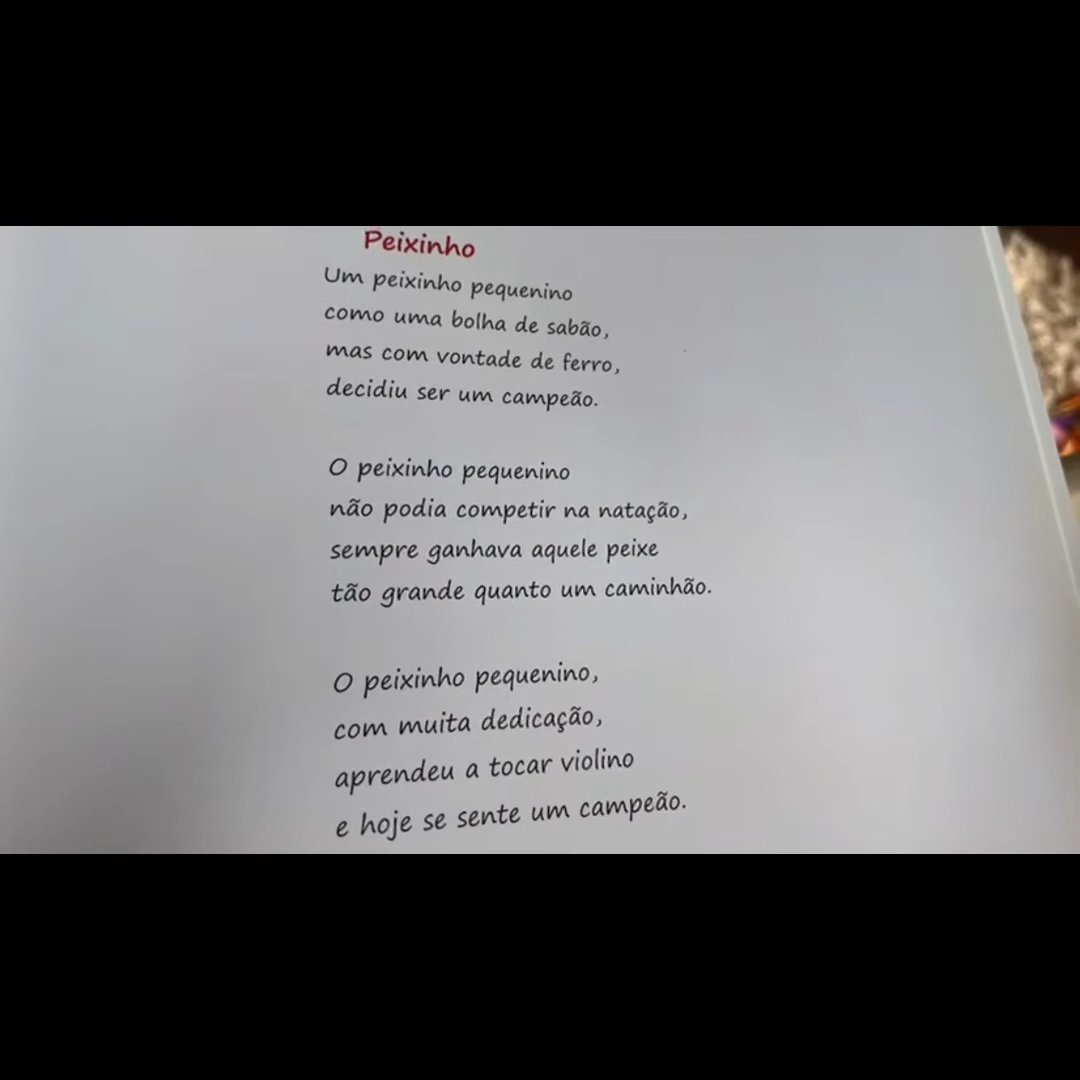 Peixinho
Um peixinho pequenino
como uma bolha de sabão,
mas com vontade de ferro,
decidiu ser um campeão.
O peixinho pequenino
não podia competir na natação,
sempre ganhava aquele peixe
tão grande quanto um caminhão.
O peixinho pequenino,
com muita dedicação,
aprendeu a tocar violino
e hoje se sente um campeão.